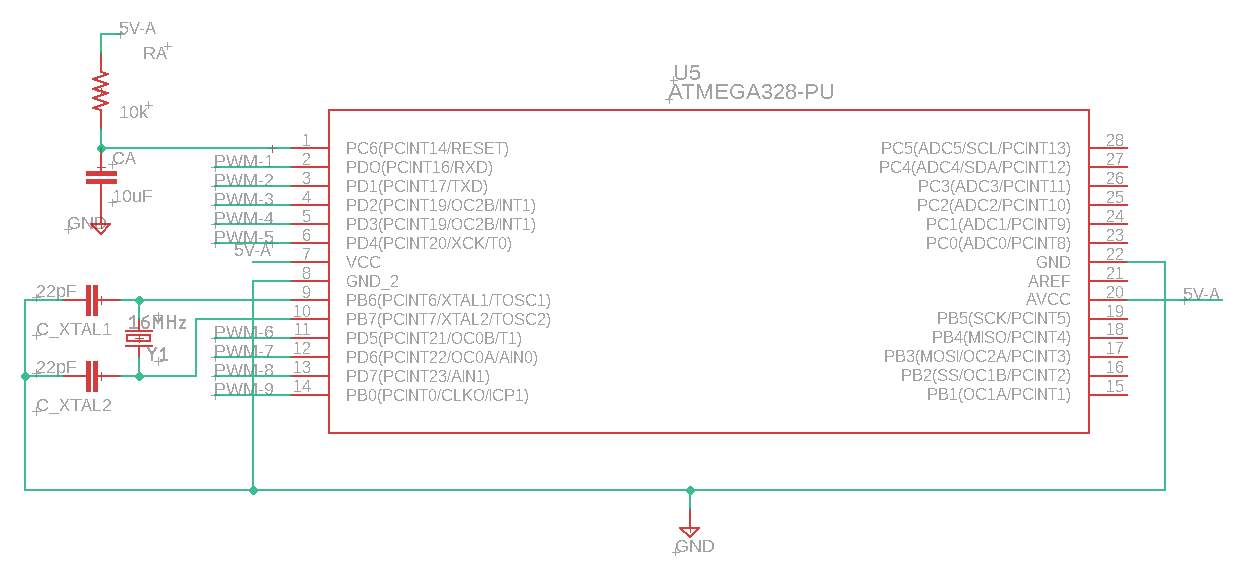 5V-A
RA
10k
CA
10uF
GND
U5
ATMEGA328-PU
1 PC6(PCINT14/RESET)
PWM-1 2 PD0(PCINT16/RXD)
PWM-2 3 PD1(PCINT17/TXD)
PWM-3 4 PD2(PCINT19/OC2B/INT1)
PWM-4 5 PD3(PCINT19/OC2B/INT1)
PWM-5 6 PD4(PCINT20/XCK/T0)
5V-A 7 VCC
8 GND_2
9 PB6(PCINT6/XTAL1/TOSC1)
10 PB7(PCINT7/XTAL2/TOSC2)
PWM-6 11 PD5(PCINT21/OC0B/T1)
PWM-7 12 PD6(PCINT22/OC0A/AIN0)
PWM-8 13 PD7(PCINT23/AIN1)
PWM-9 14 PB0(PCINT0/CLKO/ICP1)
22pF
C_XTAL1
16MHz
Y1
22pF
C_XTAL2
PC5(ADC5/SCL/PCINT13) 28
PC4(ADC4/SDA/PCINT12) 27
PC3(ADC3/PCINT11) 26
PC2(ADC2/PCINT10) 25
PC1(ADC1/PCINT9) 24
PC0(ADC0/PCINT8) 23
GND 22
AREF 21
AVCC 20 5V-A
PB5(SCK/PCINT5) 19
PB4(MISO/PCINT4) 18
PB3(MOSI/OC2A/PCINT3) 17
PB2(SS/OC1B/PCINT2) 16
PB1(OC1A/PCINT1) 15
GND